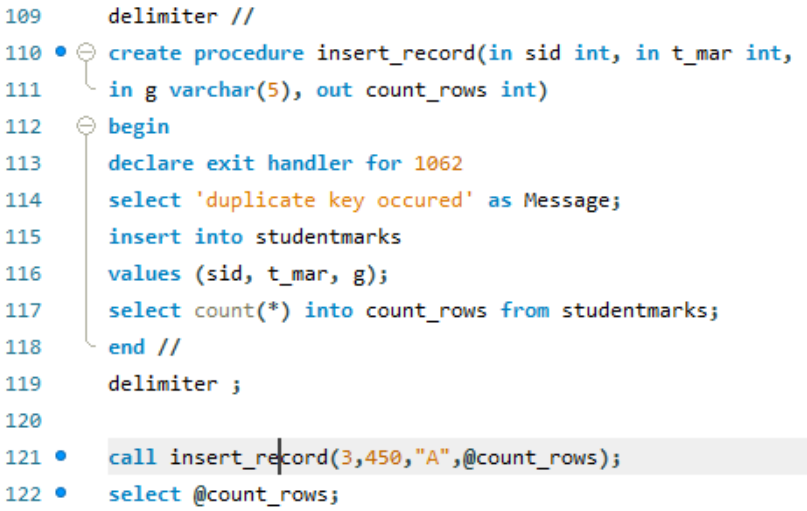 109 delimiter //
110 create procedure insert_record(in sid int, in t_mar int,
111 in g varchar(5), out count_rows int)
112 begin
113 declare exit handler for 1062
114 select 'duplicate key occured' as Message;
115 insert into studentmarks
116 values (sid, t_mar, g);
117 select count(*) into count_rows from studentmarks;
118 end //
119 delimiter ;
120
121 call insert_record(3,450,"A",@count_rows);
122 select @count_rows;